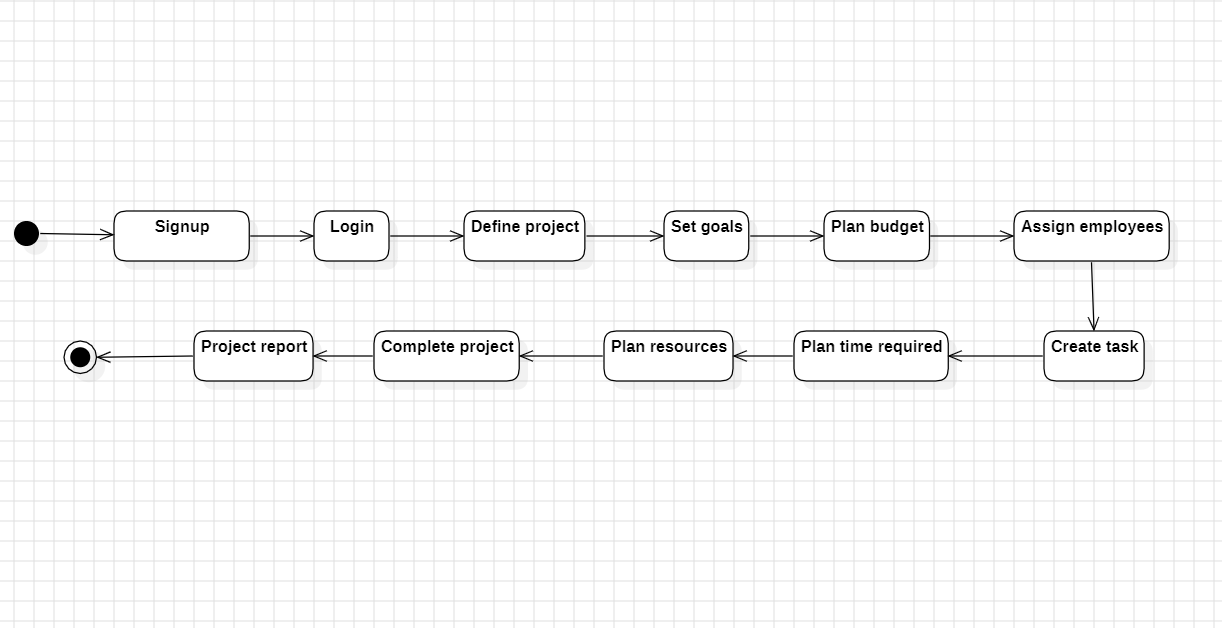 Signup
Login
Define project
Set goals
Plan budget
Assign employees
Project report
Complete project
Plan resources
Plan time required
Create task